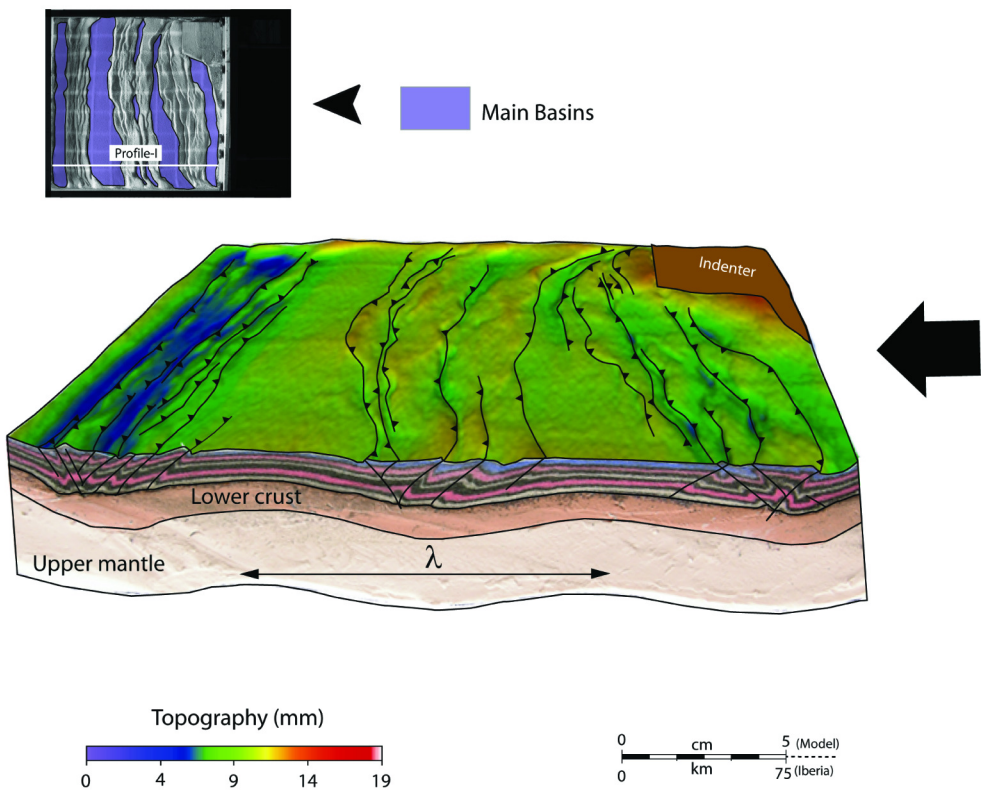 Profile-I
Main Basins
Indenter
Lower crust
Upper mantle
λ
Topography (mm)
0 4 9 14 19
0 cm 5 (Model)
0 km 75 (Iberia)